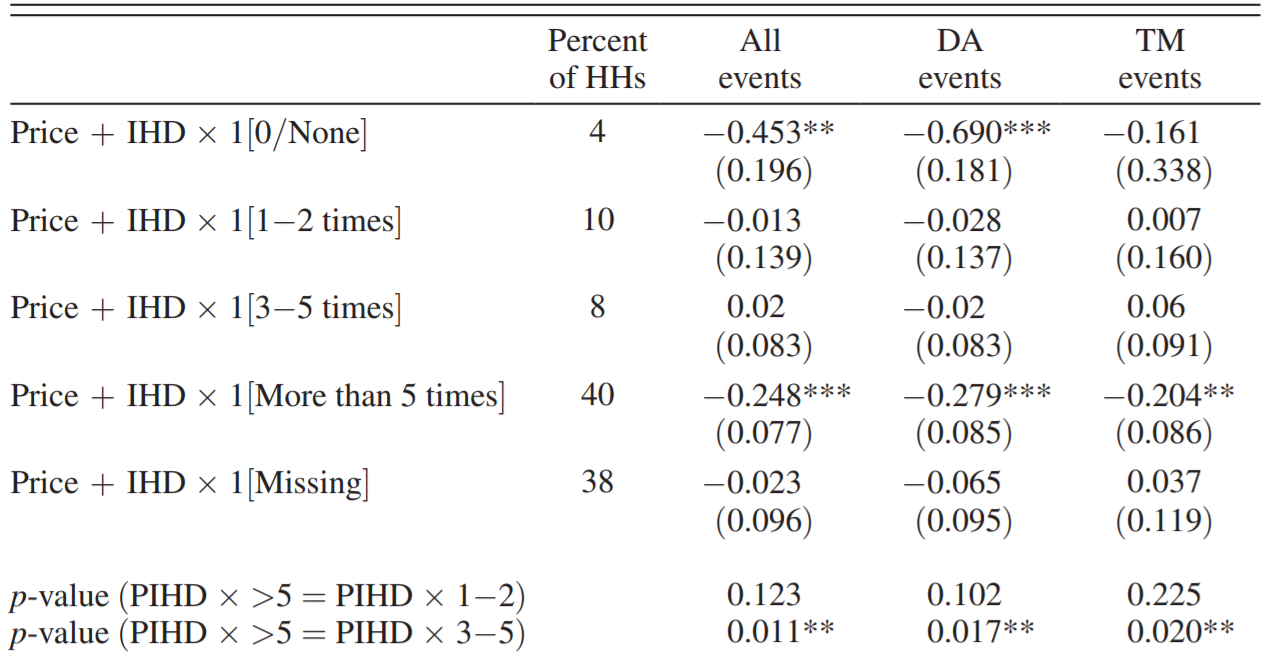 Percent of HHs All events DA events TM events
Price + IHD × 1[0/None] 4 −0.453** −0.690*** −0.161
(0.196) (0.181) (0.338)
Price + IHD × 1[1−2 times] 10 −0.013 −0.028 0.007
(0.139) (0.137) (0.160)
Price + IHD × 1[3−5 times] 8 0.02 −0.02 0.06
(0.083) (0.083) (0.091)
Price + IHD × 1[More than 5 times] 40 −0.248*** −0.279*** −0.204**
(0.077) (0.085) (0.086)
Price + IHD × 1[Missing] 38 −0.023 −0.065 0.037
(0.096) (0.095) (0.119)
p-value (PIHD × >5 = PIHD × 1−2) 0.123 0.102 0.225
p-value (PIHD × >5 = PIHD × 3−5) 0.011** 0.017** 0.020**